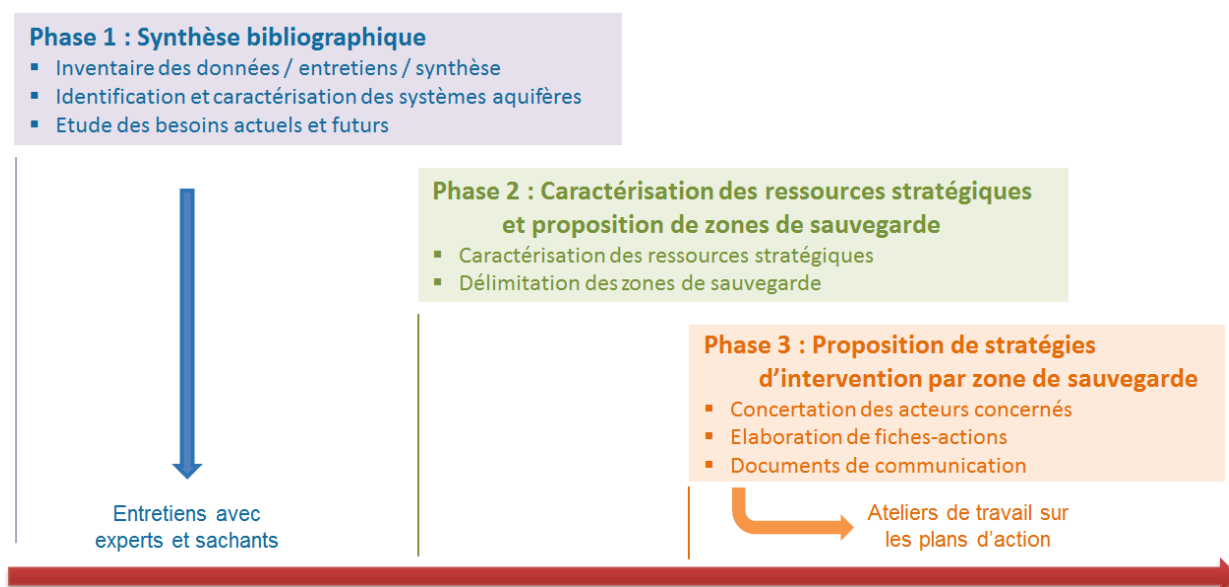 Phase 1 : Synthèse bibliographique
▪ Inventaire des données / entretiens / synthèse
▪ Identification et caractérisation des systèmes aquifères
▪ Etude des besoins actuels et futurs
Phase 2 : Caractérisation des ressources stratégiques
et proposition de zones de sauvegarde
▪ Caractérisation des ressources stratégiques
▪ Délimitation des zones de sauvegarde
Phase 3 : Proposition de stratégies
d’intervention par zone de sauvegarde
▪ Concertation des acteurs concernés
▪ Elaboration de fiches-actions
▪ Documents de communication
Entretiens avec
experts et sachants
Ateliers de travail sur
les plans d’action